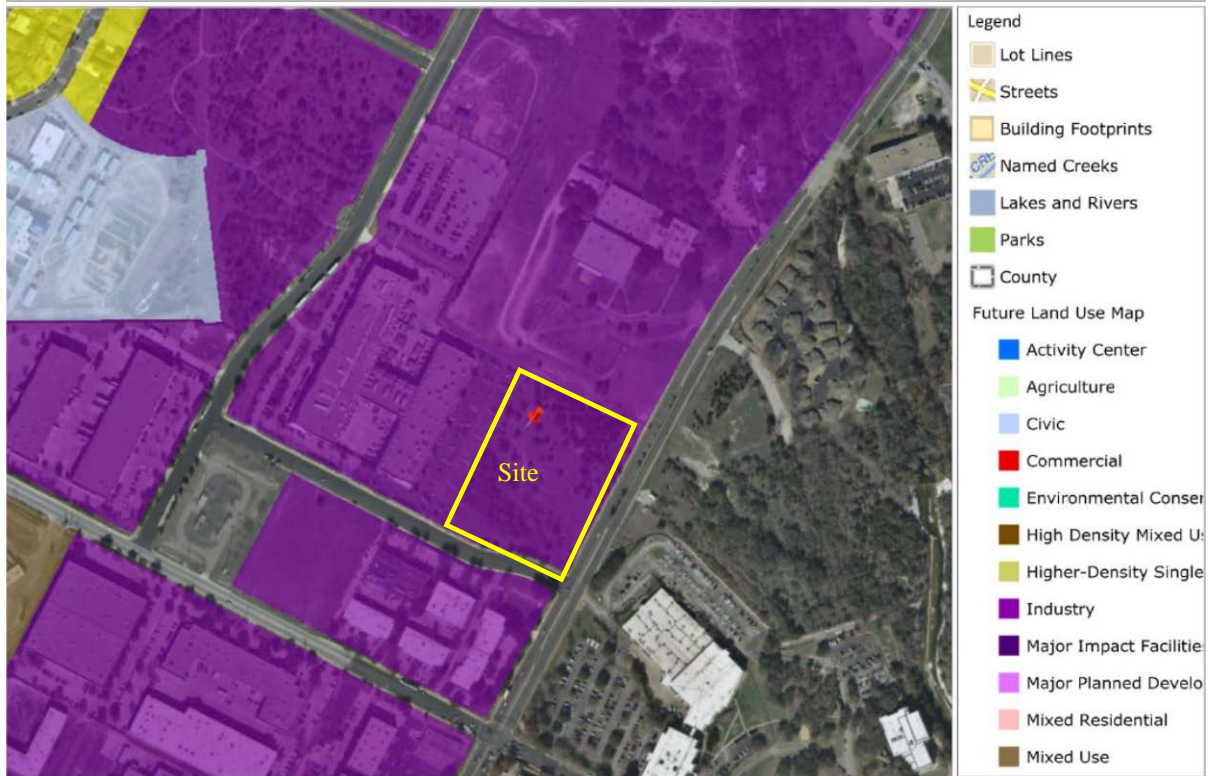 Legend
Lot Lines
Streets
Building Footprints
CRE
Named Creeks
Lakes and Rivers
Parks
County
Future Land Use Map
Activity Center
Agriculture
Civic
Commercial
Environmental Conser
High Density Mixed U
Higher-Density Single
Industry
Major Impact Facilitie
Major Planned Develo
Mixed Residential
Mixed Use
Site